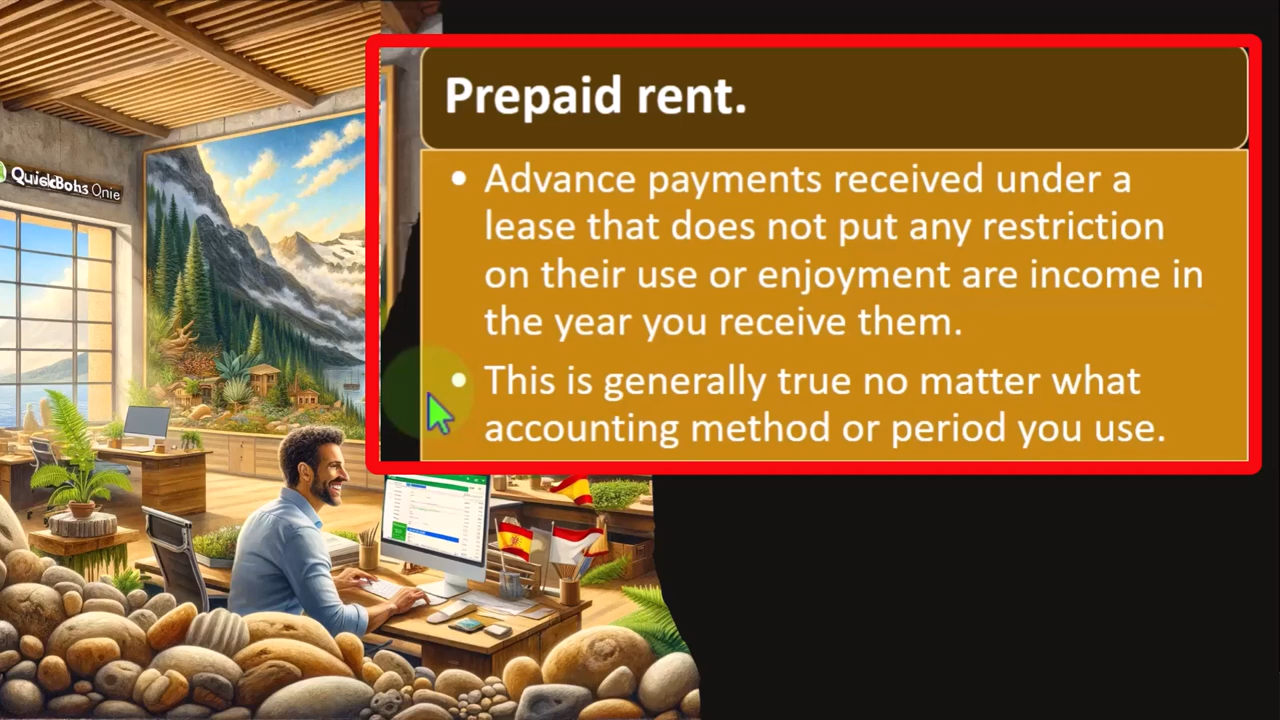 Prepaid rent.
• Advance payments received under a
lease that does not put any restriction
on their use or enjoyment are income in
the year you receive them.
• This is generally true no matter what
accounting method or period you use.